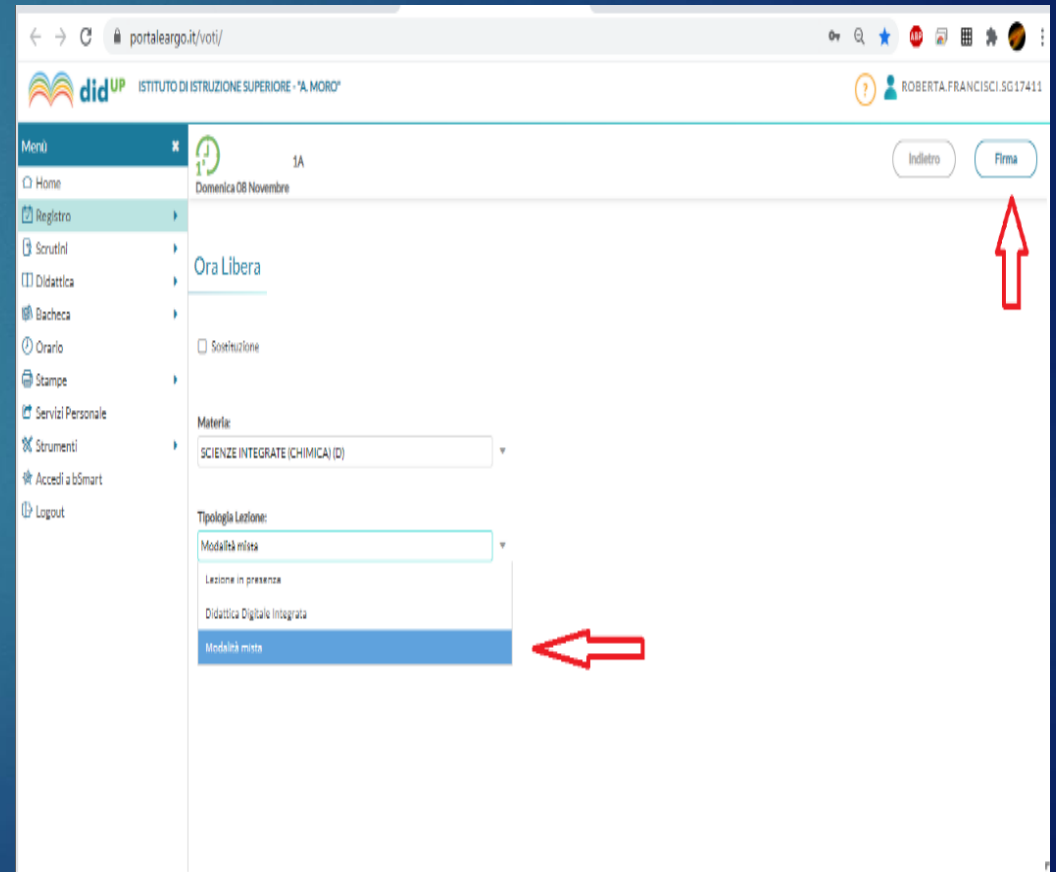 portaleargo.it/voti/
ABP
didUP ISTITUTO DI ISTRUZIONE SUPERIORE - "A. MORO"
? ROBERTA.FRANCISCI.SG17411
Menù
Home
Registro
Scrutini
Didattica
Bacheca
Orario
Stampe
Servizi Personale
Strumenti
Accedi a bSmart
Logout
1A
Domenica 08 Novembre
Indietro
Firma
Ora Libera
Sostituzione
Materia:
SCIENZE INTEGRATE (CHIMICA) (D)
Tipologia Lezione:
Modalità mista
Lezione in presenza
Didattica Digitale Integrata
Modalità mista